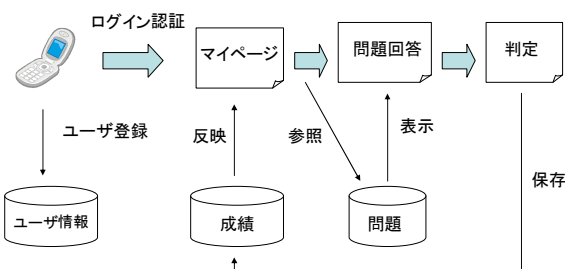 ログイン認証
マイページ
問題回答
判定
ユーザ登録
反映
参照
表示
保存
ユーザ情報
成績
問題